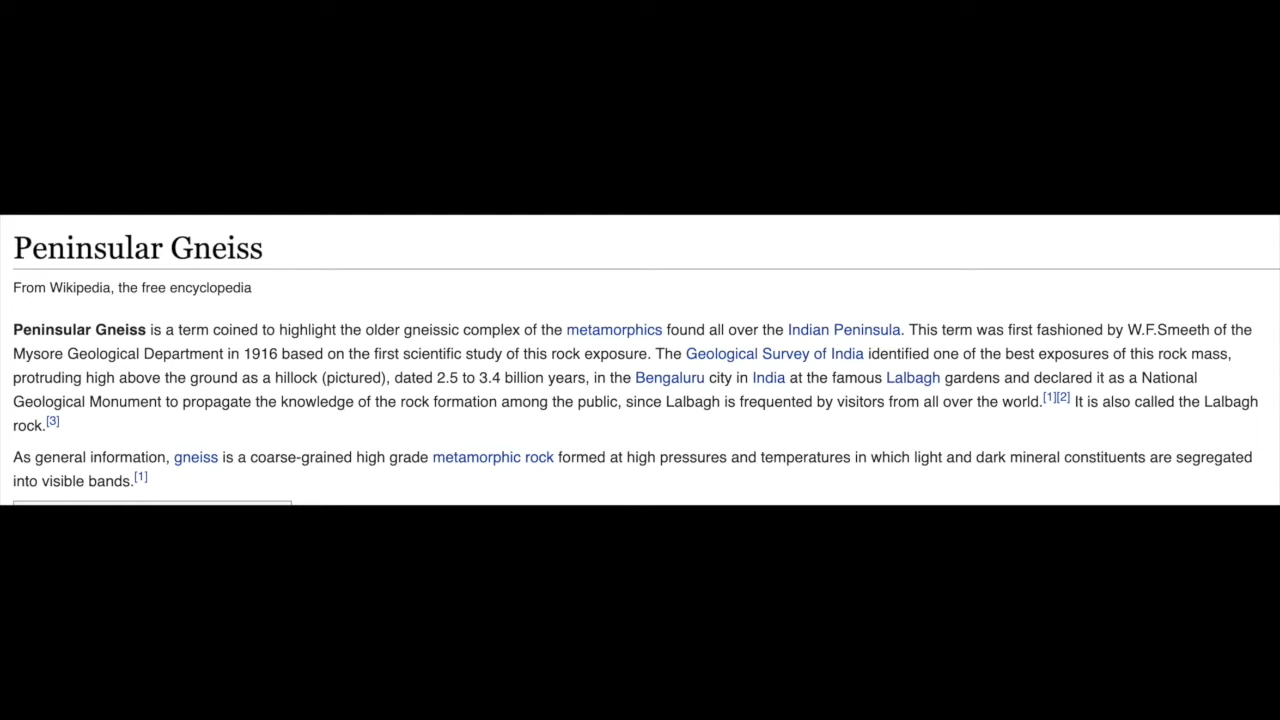 Peninsular Gneiss
From Wikipedia, the free encyclopedia
Peninsular Gneiss is a term coined to highlight the older gneissic complex of the metamorphics found all over the Indian Peninsula. This term was first fashioned by W.F.Smeeth of the
Mysore Geological Department in 1916 based on the first scientific study of this rock exposure. The Geological Survey of India identified one of the best exposures of this rock mass,
protruding high above the ground as a hillock (pictured), dated 2.5 to 3.4 billion years, in the Bengaluru city in India at the famous Lalbagh gardens and declared it as a National
Geological Monument to propagate the knowledge of the rock formation among the public, since Lalbagh is frequented by visitors from all over the world.[1][2] It is also called the Lalbagh
rock.[3]
As general information, gneiss is a coarse-grained high grade metamorphic rock formed at high pressures and temperatures in which light and dark mineral constituents are segregated
into visible bands.[1]